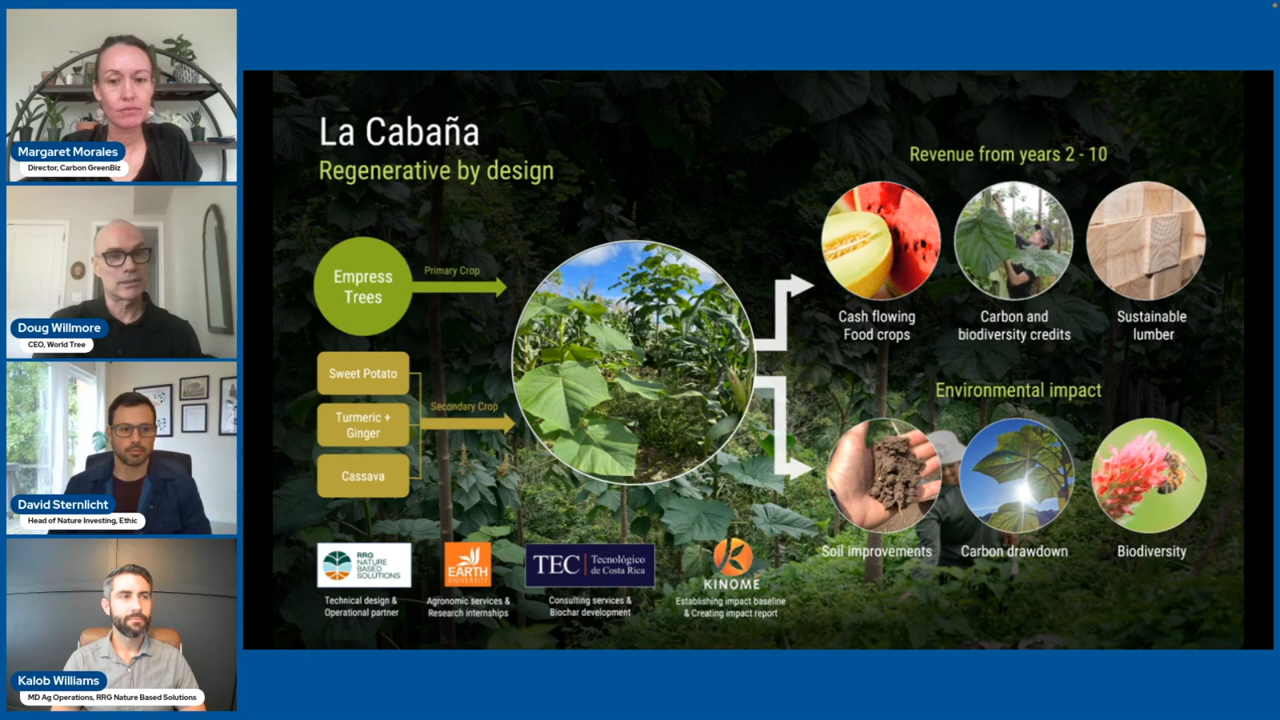 Margaret Morales
Director, Carbon GreenBiz
Doug Willmore
CEO, World Tree
David Sternlicht
Head of Nature Investing, Ethic
Kalob Williams
MD Ag Operations, RRG Nature Based Solutions
La Cabaña
Regenerative by design
Empress
Trees
Primary Crop
Sweet Potato
Turmeric +
Ginger
Cassava
Secondary Crop
Revenue from years 2 - 10
Cash flowing
Food crops
Carbon and
biodiversity credits
Sustainable
lumber
Environmental impact
Soil improvements
Carbon drawdown
Biodiversity
RRG
NATURE
BASED
SOLUTIONS
Technical design &
Operational partner
EARTH
UNIVERSITY
Agronomic services &
Research internships
TEC | Tecnológico
de Costa Rica
Consulting services &
Biochar development
KINOME
Establishing impact baseline
& Creating impact report